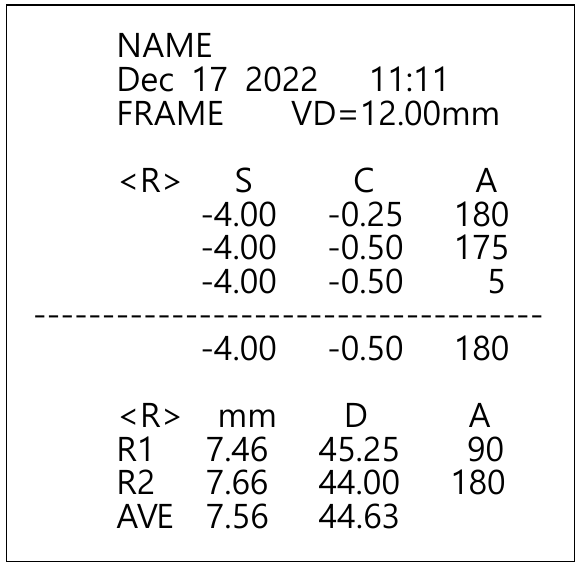 NAME
Dec 17 2022 11:11
FRAME VD=12.00mm
<R> S C A
-4.00 -0.25 180
-4.00 -0.50 175
-4.00 -0.50 5
--------------------------------------
-4.00 -0.50 180
<R> mm D A
R1 7.46 45.25 90
R2 7.66 44.00 180
AVE 7.56 44.63